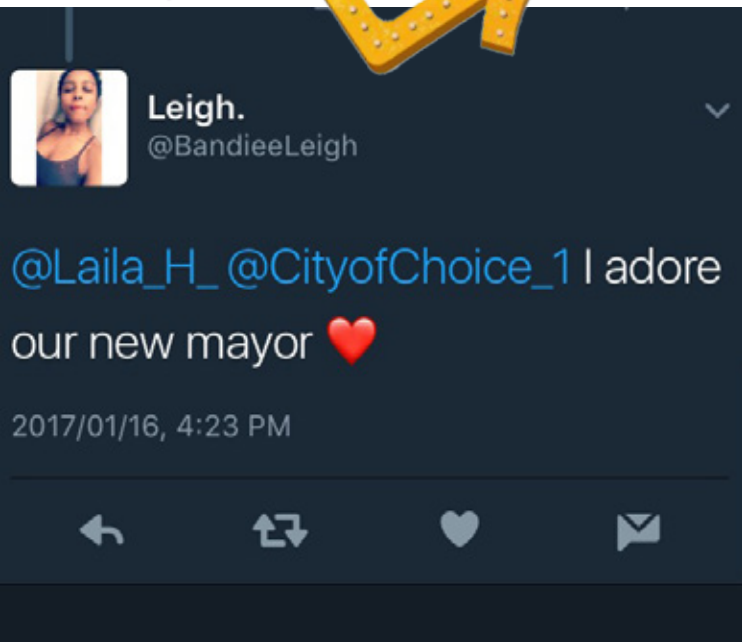 Leigh.
@BandieeLeigh
@Laila_H_ @CityofChoice_1 I adore
our new mayor ❤️
2017/01/16, 4:23 PM